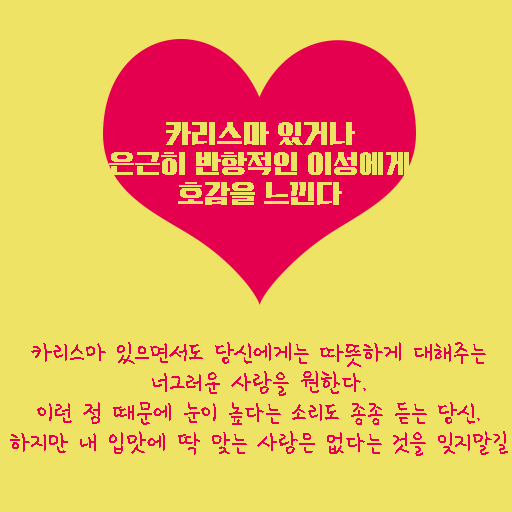 카리스마 있거나
은근히 반항적인 이성에게
호감을 느낀다
카리스마 있으면서도 당신에게는 따뜻하게 대해주는
너그러운 사람을 원한다.
이런 점 때문에 눈이 높다는 소리도 종종 듣는 당신.
하지만 내 입맛에 딱 맞는 사람은 없다는 것을 잊지말길